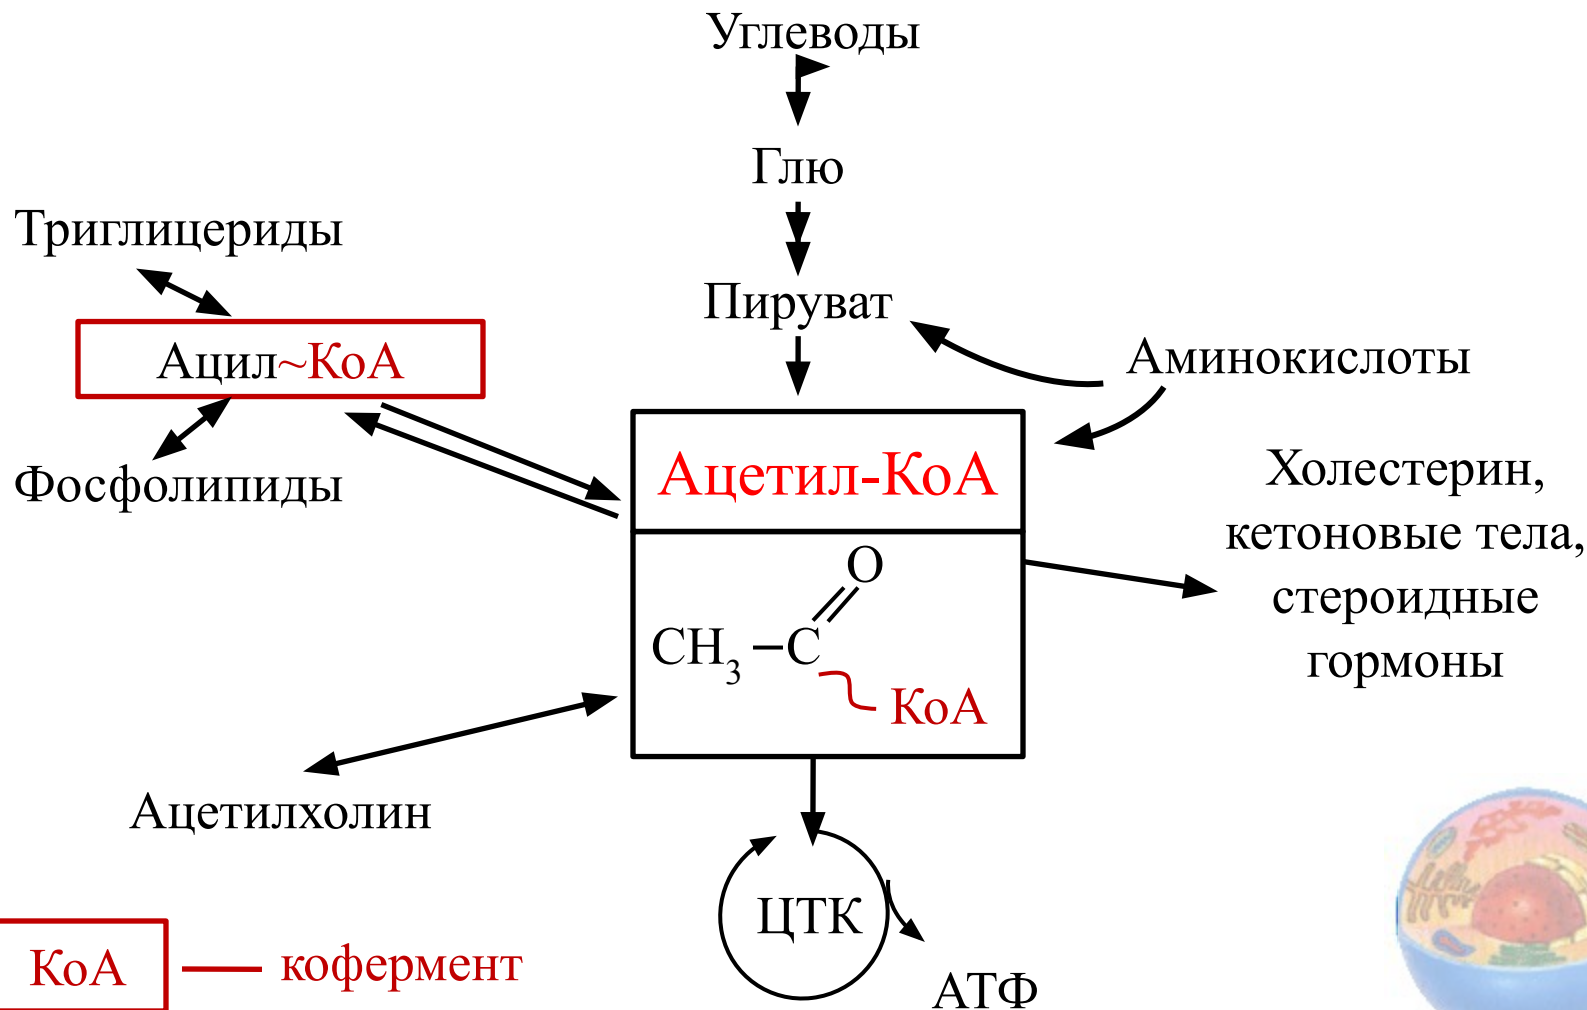 Углеводы
Глю
Триглицериды
Пируват
Ацил~КоА
Аминокислоты
Фосфолипиды
Ацетил-КоА
Холестерин,
кетоновые тела,
стероидные
гормоны
O
CH₃ –C
КоА
Ацетилхолин
ЦТК
АТФ
КоА — кофермент